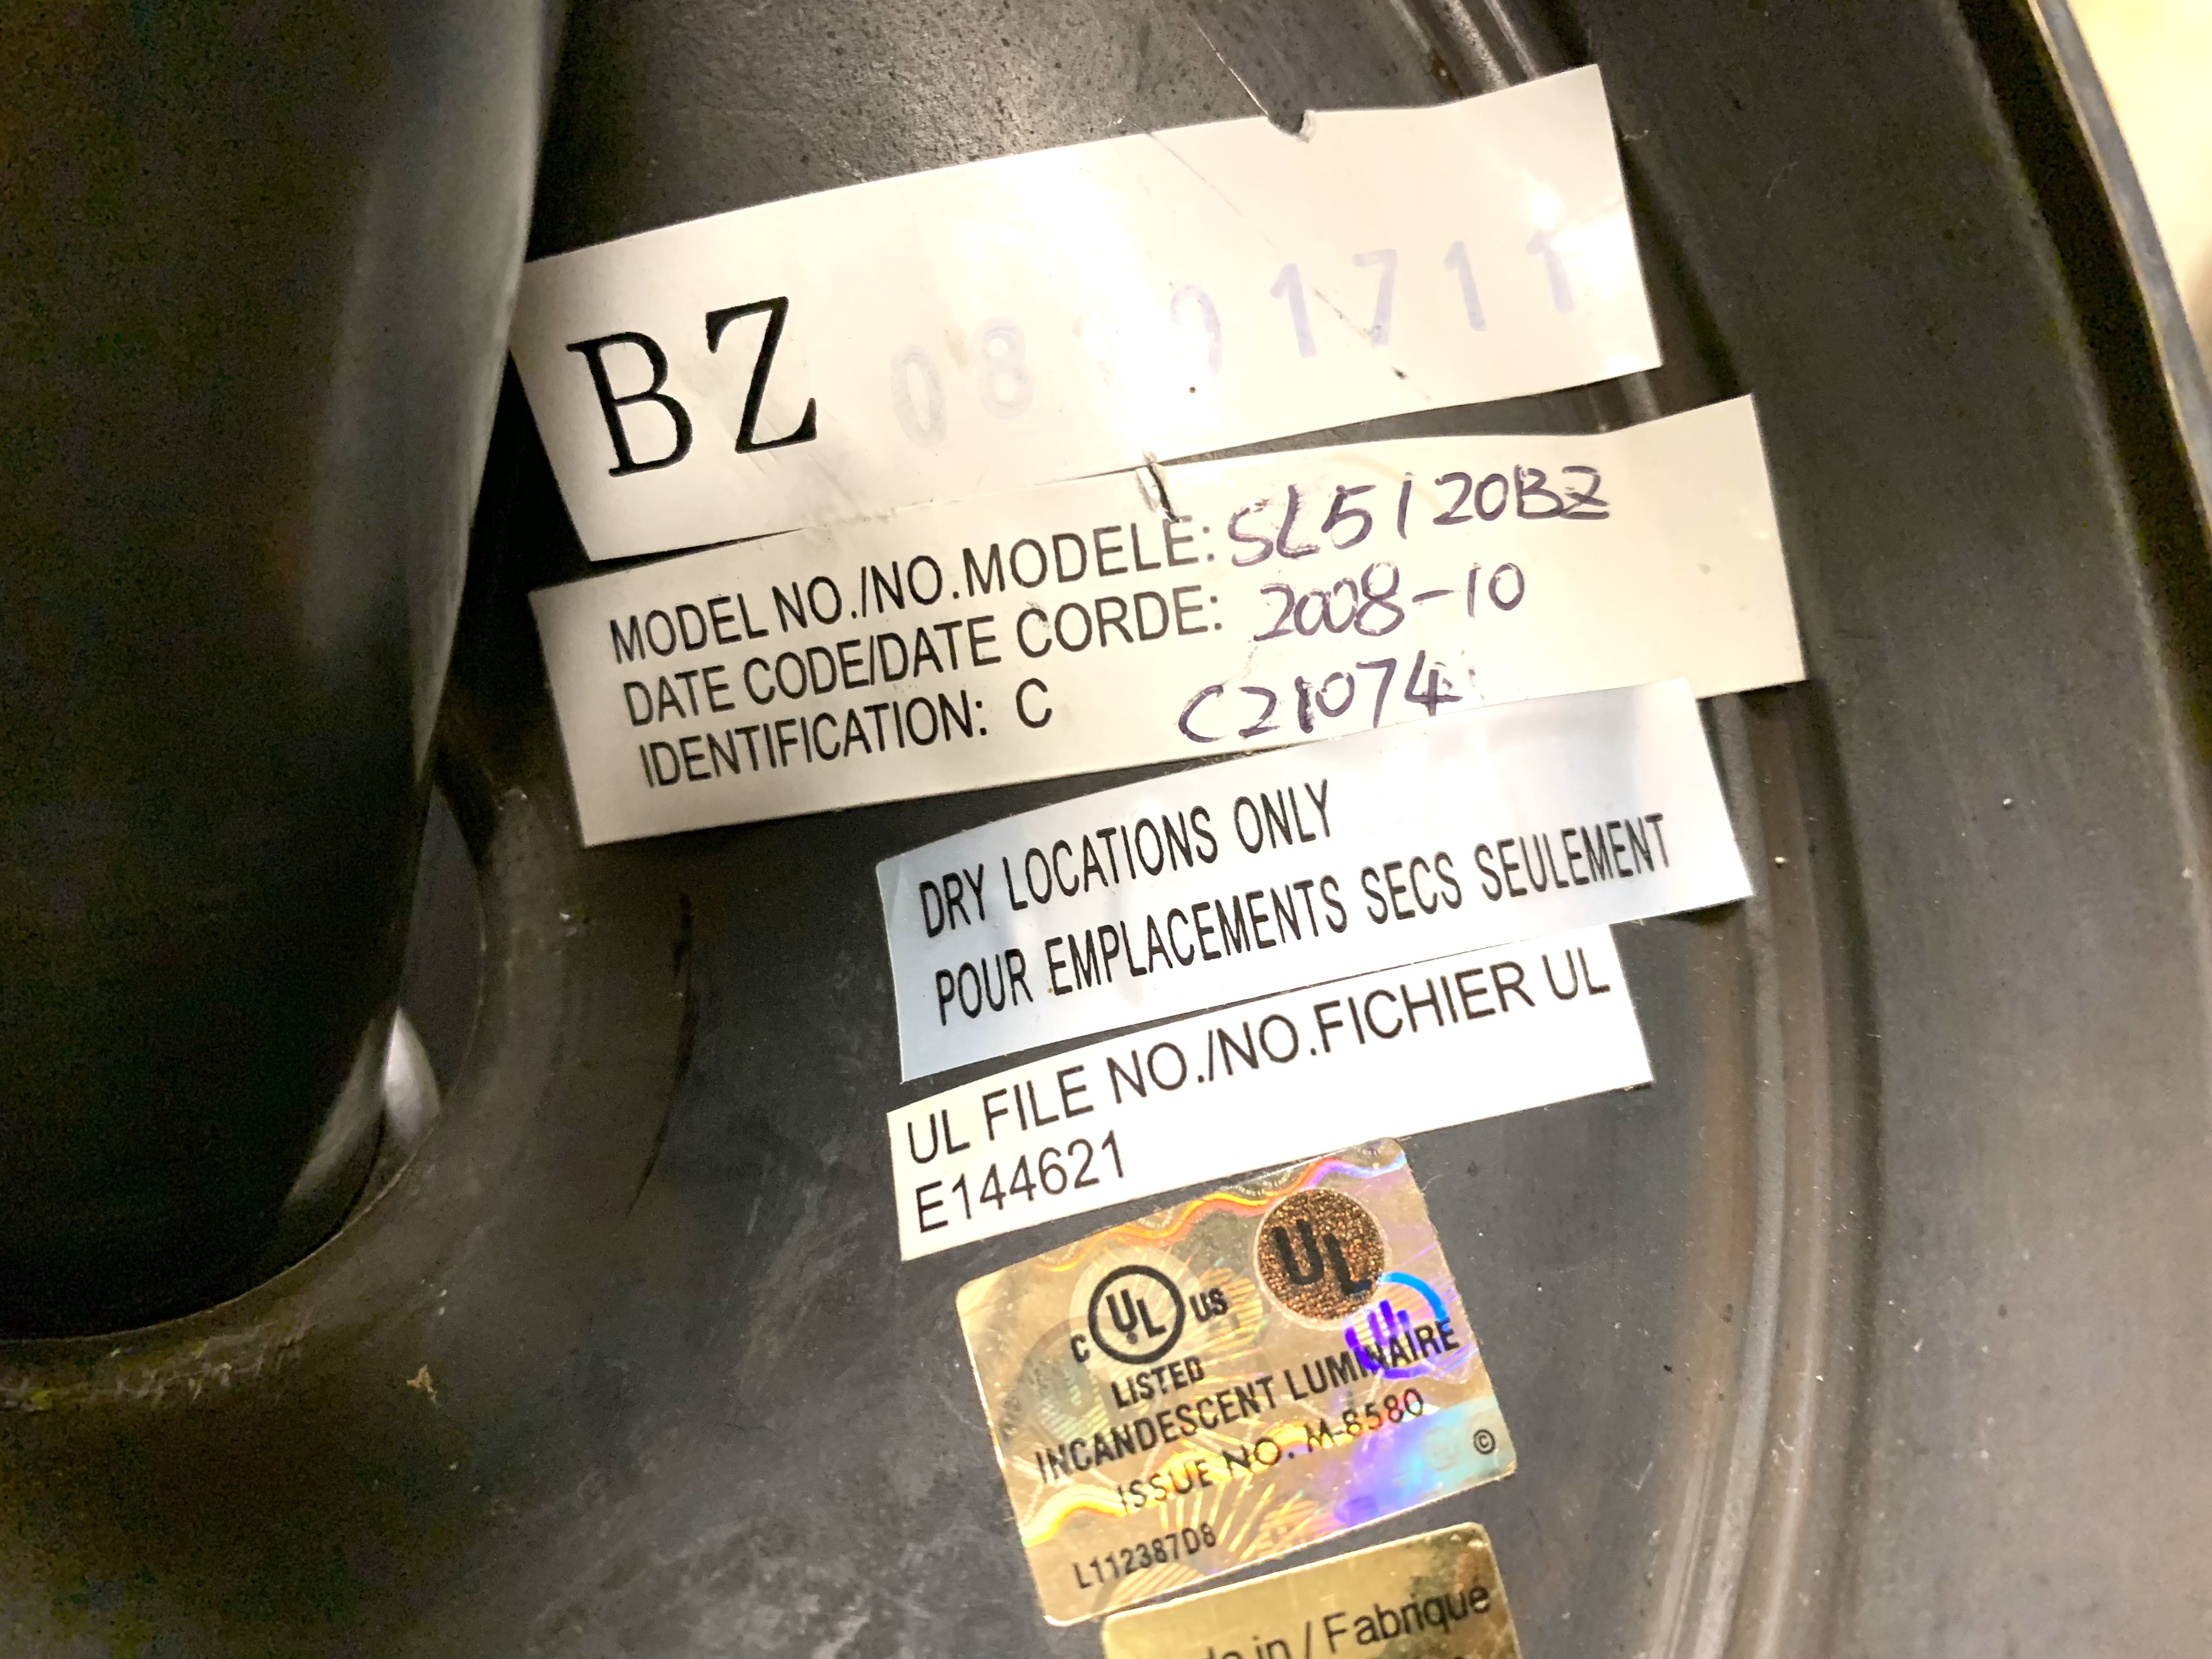 BZ
MODEL NO./NO.MODELE: SL5120BZ
DATE CODE/DATE CORDE: 2008-10
IDENTIFICATION: C C21074
DRY LOCATIONS ONLY
POUR EMPLACEMENTS SECS SEULEMENT
UL FILE NO./NO.FICHIER UL
E144621
UL
C UL US
LISTED
UL
INCANDESCENT LUMINAIRE
ISSUE NO. M-8580
©
L112387D8
in / Fabrique